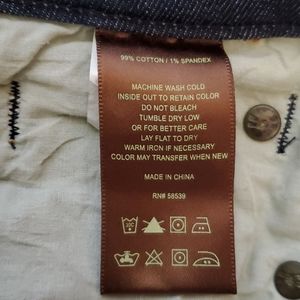 99% COTTON / 1% SPANDEX
MACHINE WASH COLD
INSIDE OUT TO RETAIN COLOR
DO NOT BLEACH
TUMBLE DRY LOW
OR FOR BETTER CARE
LAY FLAT TO DRY
WARM IRON IF NECESSARY
COLOR MAY TRANSFER WHEN NEW
MADE IN CHINA
RN# 58539